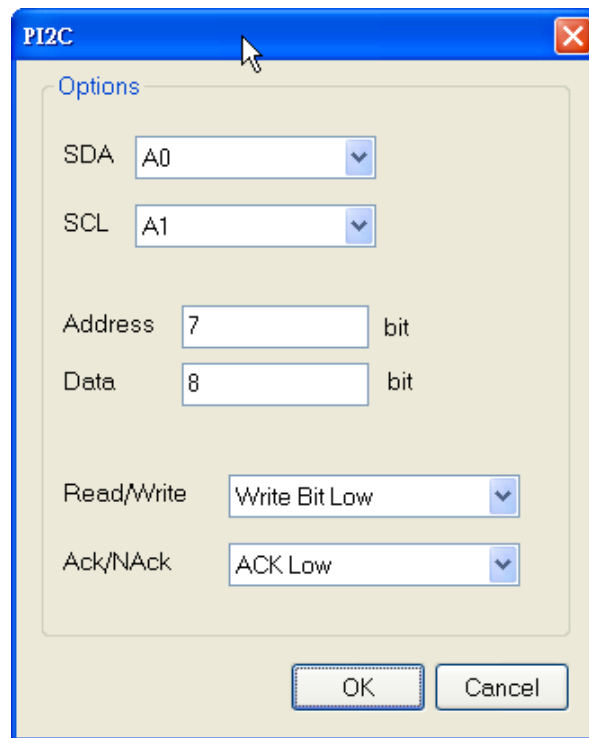 PI2C
Options
SDA A0
SCL A1
Address 7 bit
Data 8 bit
Read/Write Write Bit Low
Ack/NAck ACK Low
OK Cancel